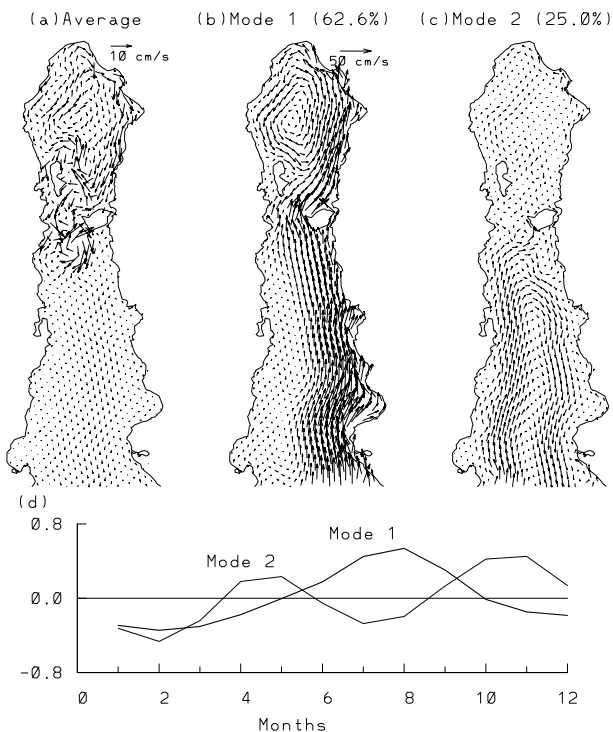 (a)Average (b)Mode 1 (62.6%) (c)Mode 2 (25.0%)
10 cm/s 50 cm/s
(d)
0.8
Mode 1
Mode 2
0.0
-0.8
0 2 4 6 8 10 12
Months